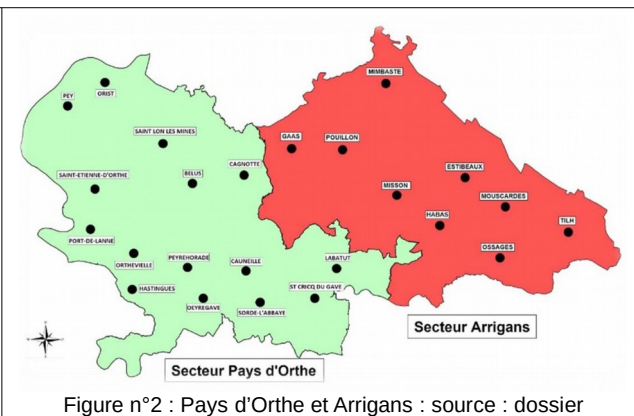 MIMBASTE
ORIST
PEY
SAINT LON LES MINES
GAAS
POUILLON
CAGNOTTE
BELUS
SAINT-ETIENNE-D'ORTHE
ESTIBEAUX
MISSON
MOUSCARDES
HABAS
TILH
PORT-DE-LANNE
ORTHEVILLE
PEYREHORADE
CAUNEILLE
LABATUT
OSSAGES
HASTINGUES
OEYREGAVE
SORDE-L'ABBAYE
ST CRICQ DU GAVE
Secteur Arrigans
Secteur Pays d'Orthe
Figure n°2 : Pays d'Orthe et Arrigans : source : dossier